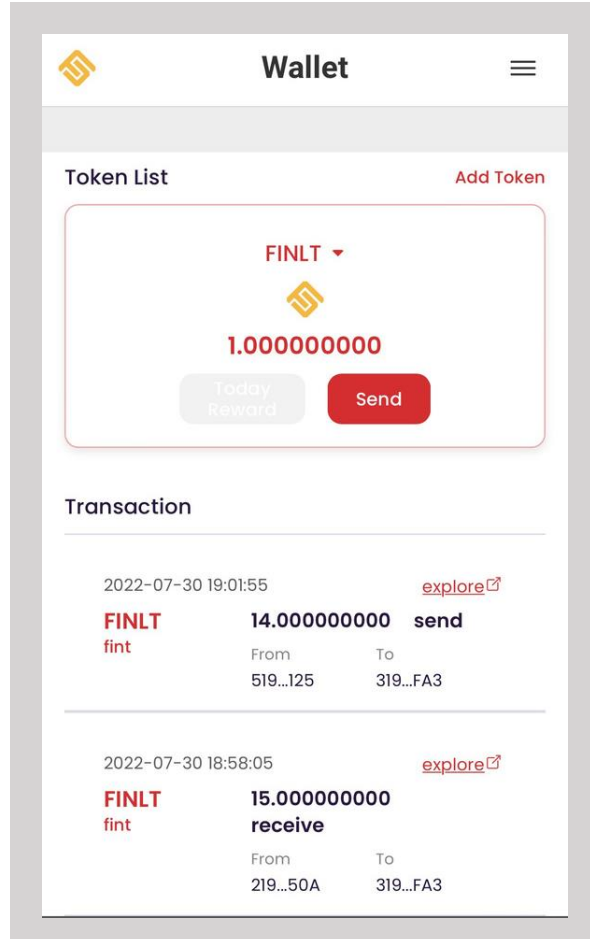 Wallet
Token List
Add Token
FINLT
1.000000000
Today
Reward
Send
Transaction
2022-07-30 19:01:55
explore
FINLT
14.000000000 send
fint
From To
519...125 319...FA3
2022-07-30 18:58:05
explore
FINLT
15.000000000
fint
receive
From To
219...50A 319...FA3